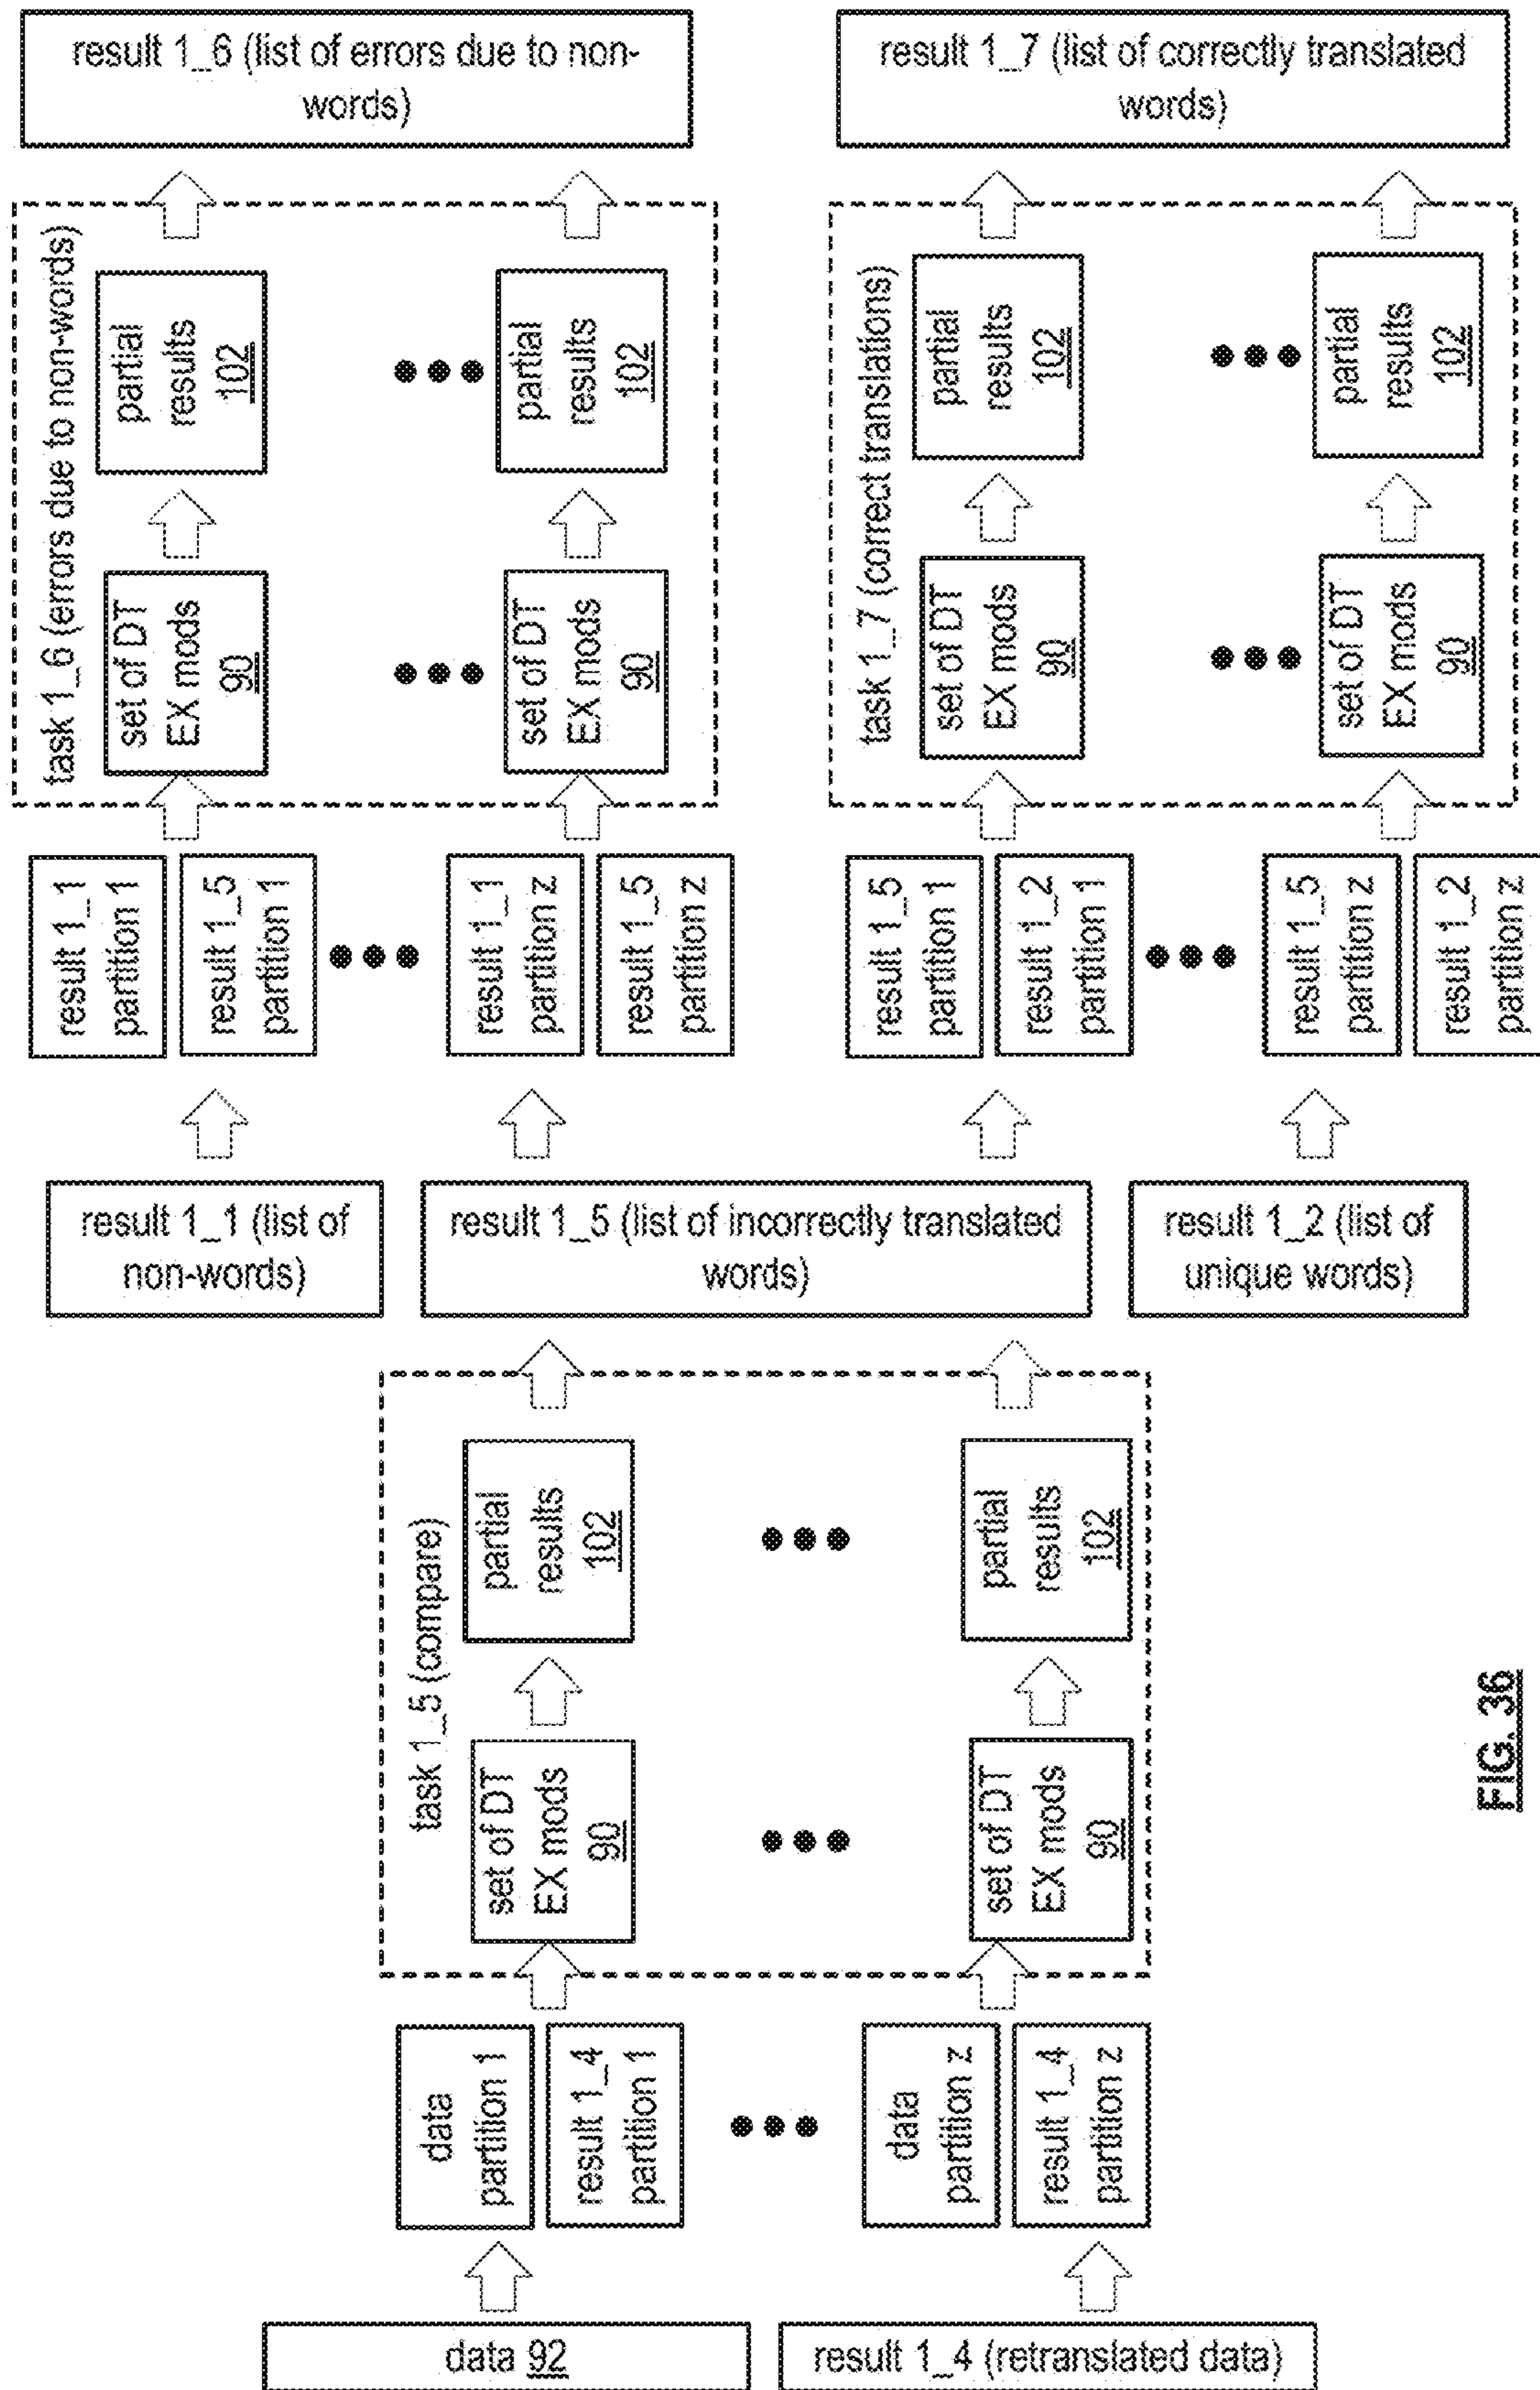 data 92
result 1_4 (retranslated data)
data
partition 1
result 1_4
partition 1
data
partition z
result 1_4
partition z
task 1_5 (compare)
set of DT
EX mods
90
partial
results
102
set of DT
EX mods
90
partial
results
102
result 1_1 (list of
non-words)
result 1_5 (list of incorrectly translated
words)
result 1_2 (list of
unique words)
result 1_1
partition 1
result 1_5
partition 1
result 1_1
partition z
result 1_5
partition z
task 1_6 (errors due to non-words)
set of DT
EX mods
90
partial
results
102
set of DT
EX mods
90
partial
results
102
result 1_6 (list of errors due to non-
words)
result 1_5
partition 1
result 1_2
partition 1
result 1_5
partition z
result 1_2
partition z
task 1_7 (correct translations)
set of DT
EX mods
90
partial
results
102
set of DT
EX mods
90
partial
results
102
result 1_7 (list of correctly translated
words)
FIG. 36